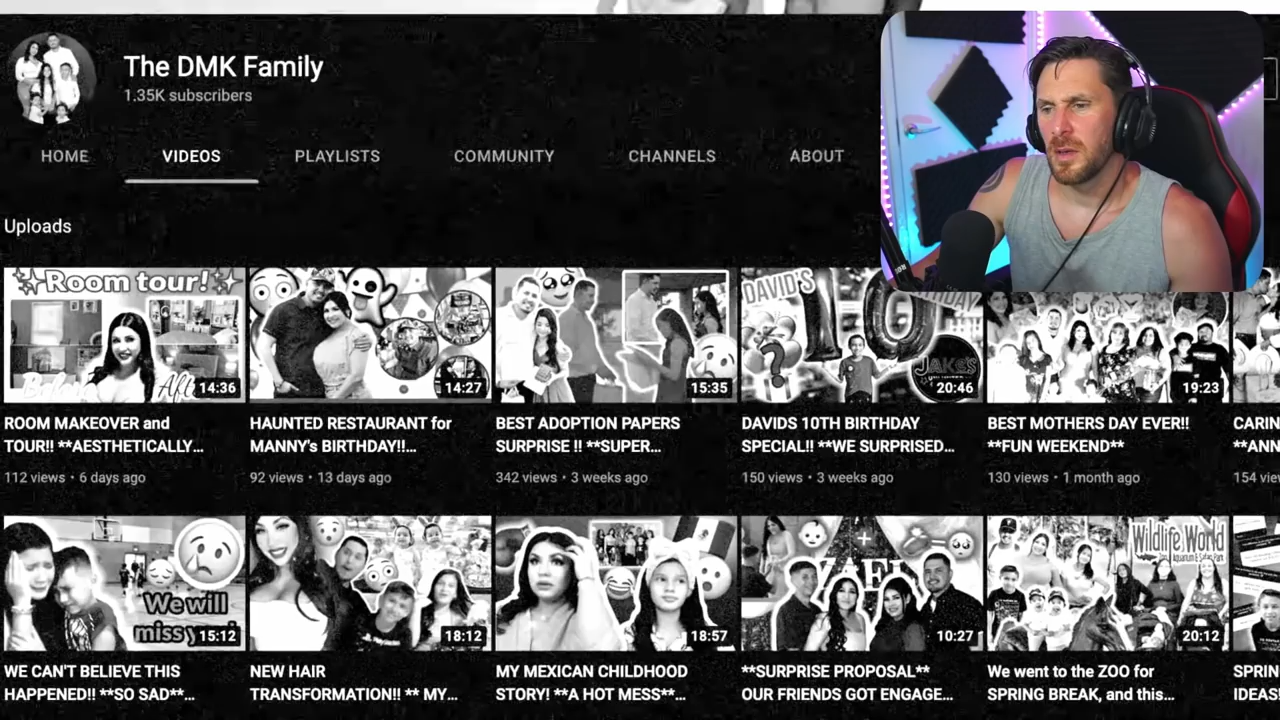 The DMK Family
1.35K subscribers
HOME VIDEOS PLAYLISTS COMMUNITY CHANNELS ABOUT
Uploads
Room tour!
14:36
14:27
15:35
DAVID'S
10
JAKE'S
20:46
19:23
ROOM MAKEOVER and
TOUR!! **AESTHETICALLY...
112 views • 6 days ago
HAUNTED RESTAURANT for
MANNY's BIRTHDAY!!...
92 views • 13 days ago
BEST ADOPTION PAPERS
SURPRISE !! **SUPER...
342 views • 3 weeks ago
DAVIDS 10TH BIRTHDAY
SPECIAL!! **WE SURPRISED...
150 views • 3 weeks ago
BEST MOTHERS DAY EVER!!
**FUN WEEKEND**
130 views • 1 month ago
CARIN
**ANN
154 vie
We will
15:12
18:12
18:57
10:27
Wildlife World
20:12
WE CAN'T BELIEVE THIS
HAPPENED!! **SO SAD**...
NEW HAIR
TRANSFORMATION!! ** MY...
MY MEXICAN CHILDHOOD
STORY! **A HOT MESS**...
**SURPRISE PROPOSAL**
OUR FRIENDS GOT ENGAGE...
We went to the ZOO for
SPRING BREAK, and this...
SPRIN
IDEAS!